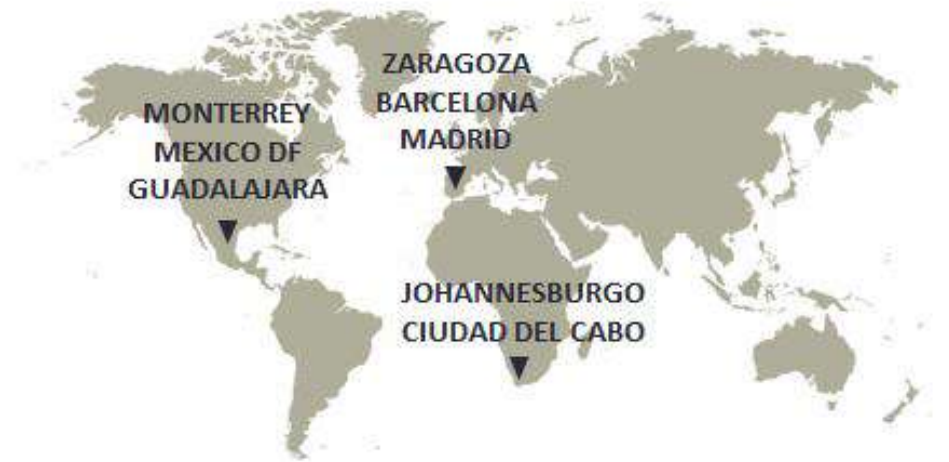 ZARAGOZA
BARCELONA
MADRID
MONTERREY
MEXICO DF
GUADALAJARA
JOHANNESBURGO
CIUDAD DEL CABO